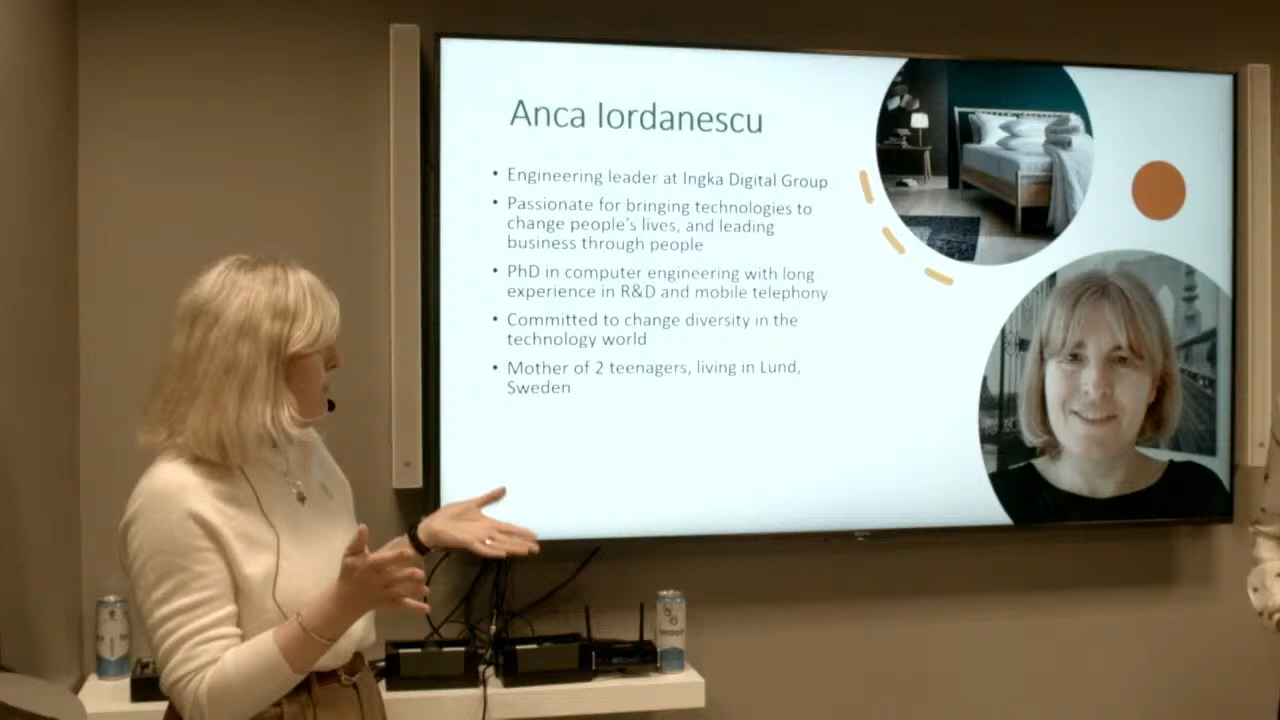 Anca Iordanescu
• Engineering leader at Ingka Digital Group
• Passionate for bringing technologies to
change people's lives, and leading
business through people
• PhD in computer engineering with long
experience in R&D and mobile telephony
• Committed to change diversity in the
technology world
• Mother of 2 teenagers, living in Lund,
Sweden